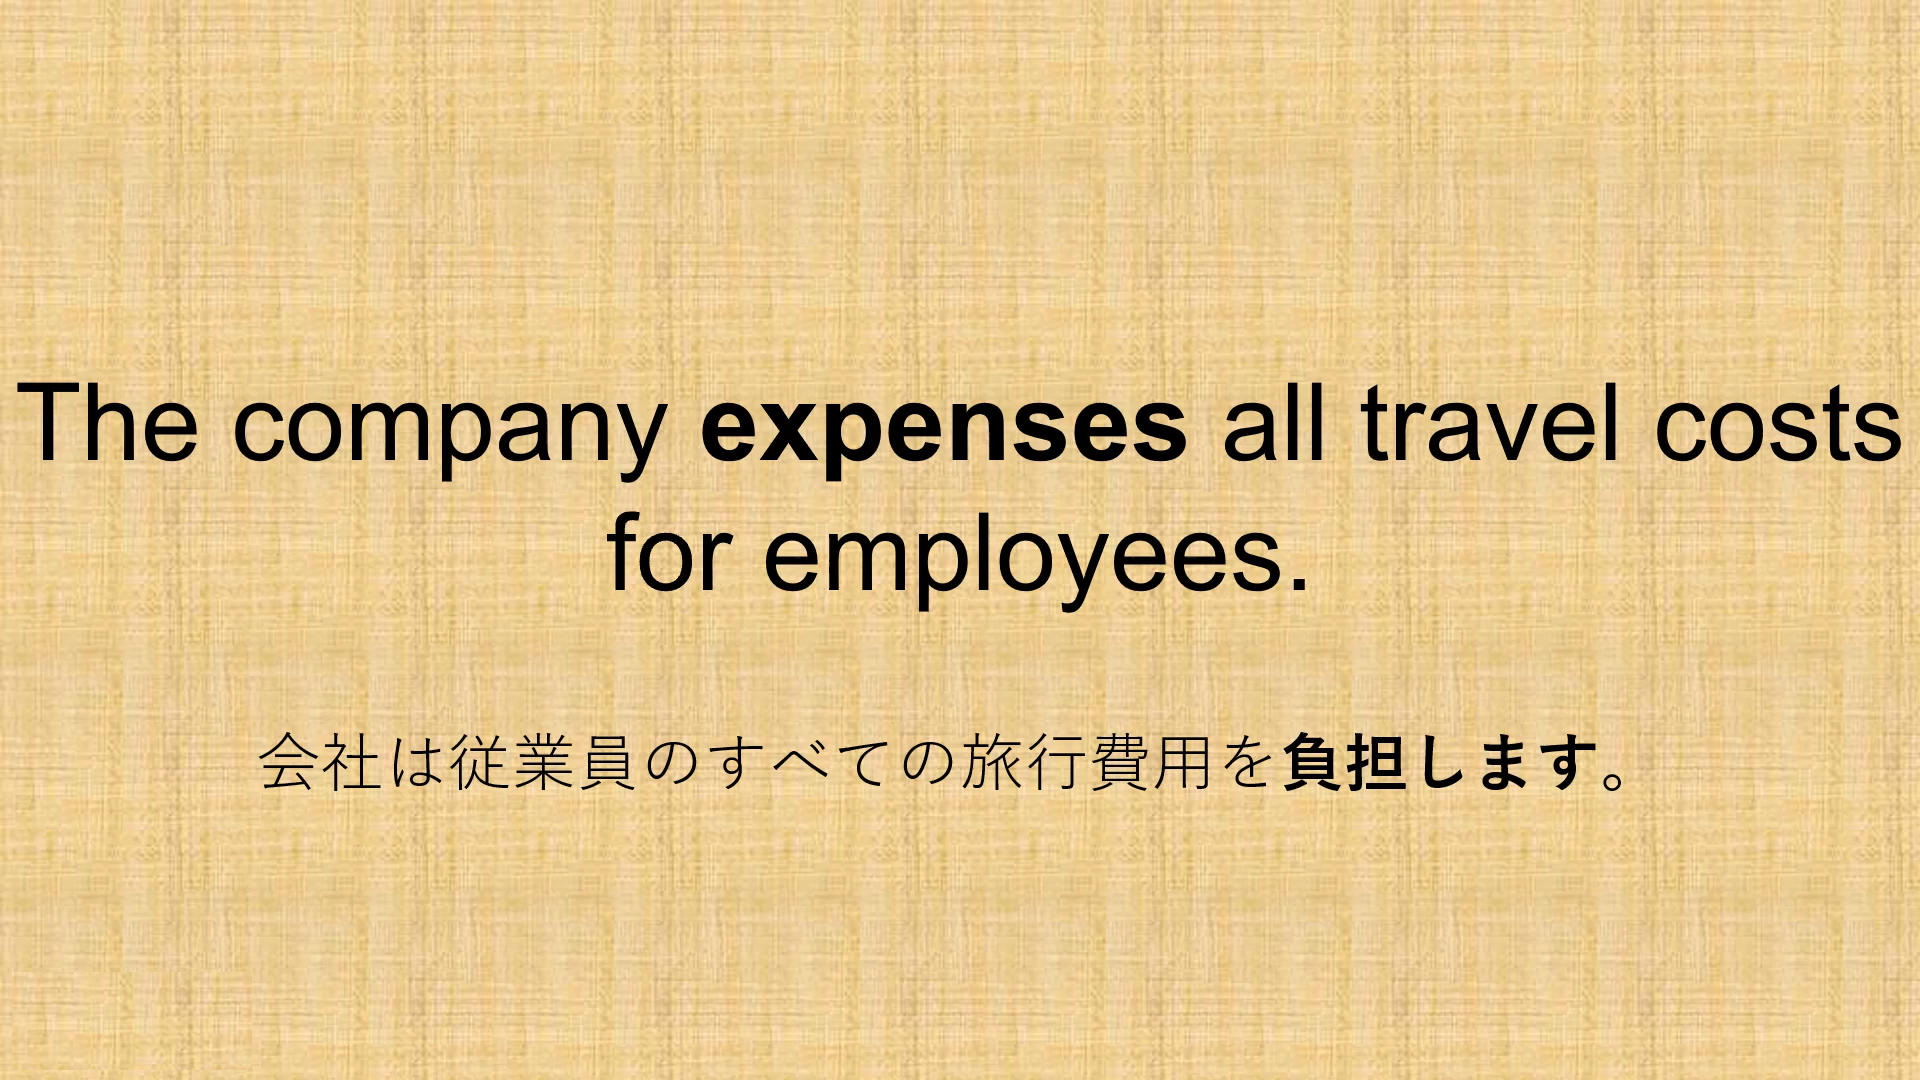 The company expenses all travel costs
for employees.
会社は従業員のすべての旅行費用を負担します。